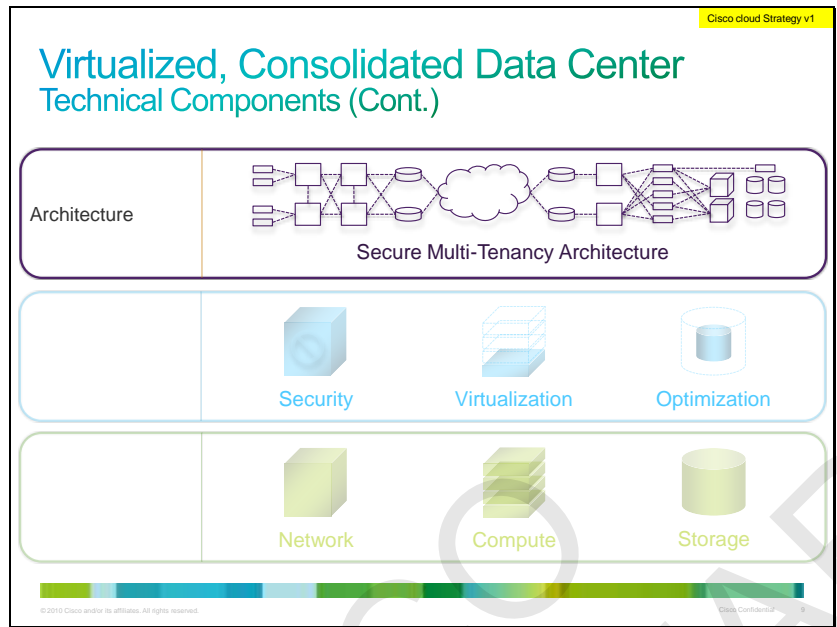 Cisco cloud Strategy v1
Virtualized, Consolidated Data Center
Technical Components (Cont.)
Architecture
Secure Multi-Tenancy Architecture
Security Virtualization Optimization
Network Compute Storage
© 2010 Cisco and/or its affiliates. All rights reserved. Cisco Confidential 9